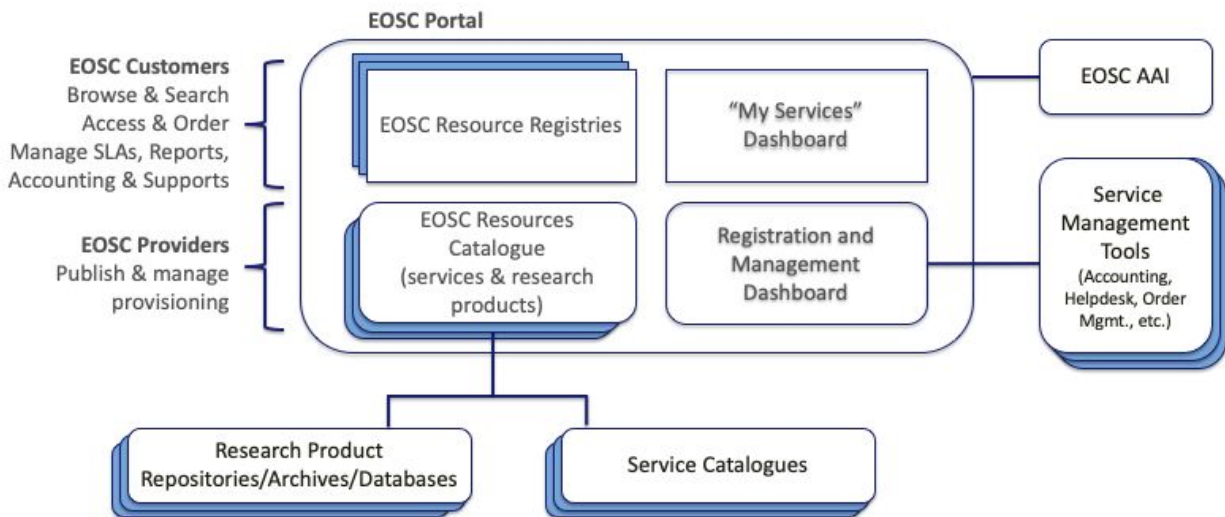 EOSC Portal
EOSC Customers
Browse & Search
Access & Order
Manage SLAs, Reports,
Accounting & Supports
EOSC Resource Registries
“My Services”
Dashboard
EOSC AAI
EOSC Providers
Publish & manage
provisioning
EOSC Resources
Catalogue
(services & research
products)
Registration and
Management
Dashboard
Service
Management
Tools
(Accounting,
Helpdesk, Order
Mgmt., etc.)
Research Product
Repositories/Archives/Databases
Service Catalogues